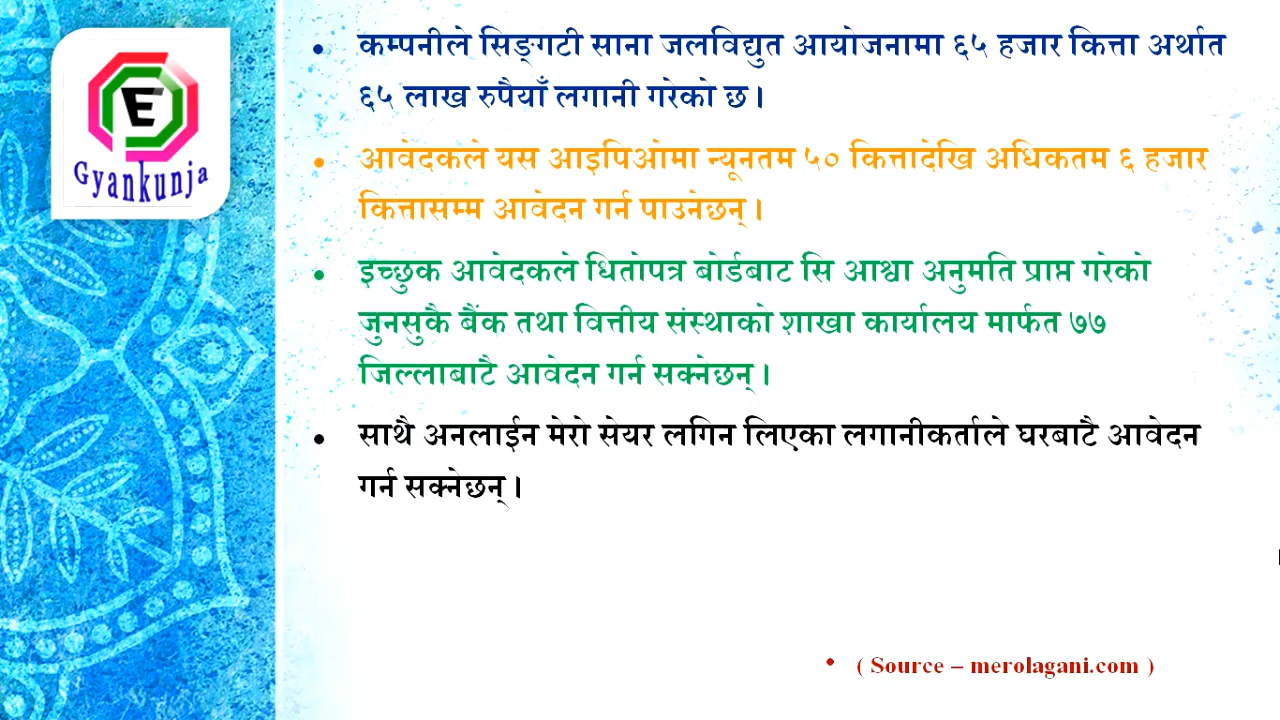 E
Gyankunja
• कम्पनीले सिङ्गटी साना जलविद्युत आयोजनामा ६५ हजार कित्ता अर्थात
६५ लाख रुपैयाँ लगानी गरेको छ।
• आवेदकले यस आइपिओमा न्यूनतम ५० कित्तादेखि अधिकतम ६ हजार
कित्तासम्म आवेदन गर्न पाउनेछन्।
• इच्छुक आवेदकले धितोपत्र बोर्डबाट सि आश्वा अनुमति प्राप्त गरेको
जुनसुकै बैंक तथा वित्तीय संस्थाको शाखा कार्यालय मार्फत ७७
जिल्लाबाटै आवेदन गर्न सक्नेछन्।
• साथै अनलाईन मेरो सेयर लगिन लिएका लगानीकर्ताले घरबाटै आवेदन
गर्न सक्नेछन्।
• ( Source – merolagani.com )